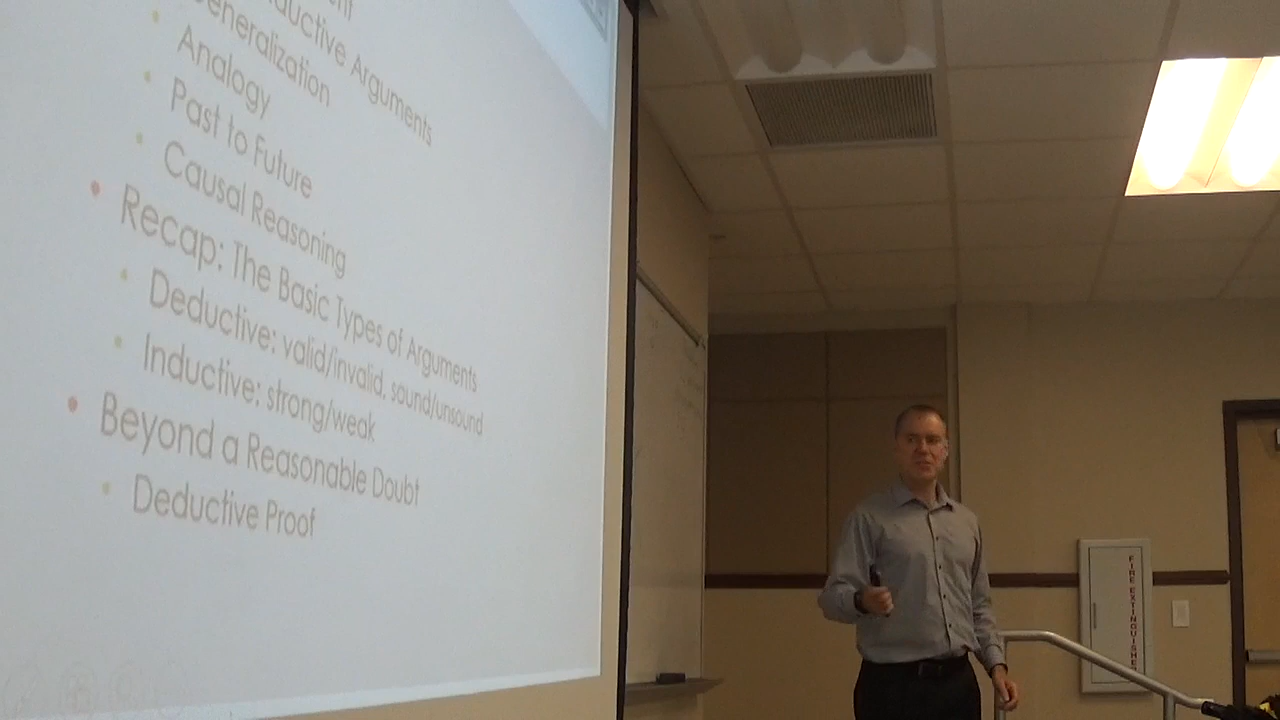 Arguments
Generalization
Analogy
Past to Future
Causal Reasoning
Recap: The Basic Types of Arguments
Deductive: valid/invalid, sound/unsound
Inductive: strong/weak
Beyond a Reasonable Doubt
Deductive Proof
FIRE EXTINGUISHER